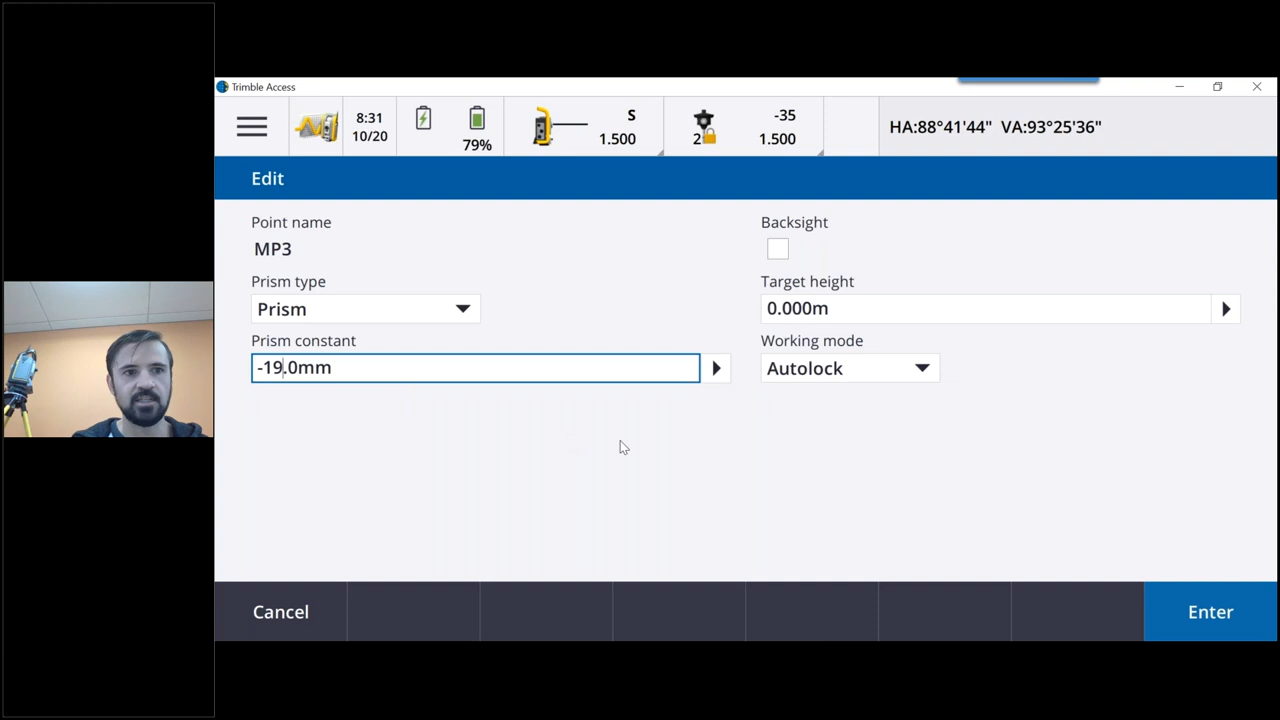 Trimble Access
8:31
10/20
79%
S
1.500
2
-35
1.500
HA:88°41'44" VA:93°25'36"
Edit
Point name
MP3
Backsight
Prism type
Prism
Target height
0.000m
Prism constant
-19.0mm
Working mode
Autolock
Cancel
Enter